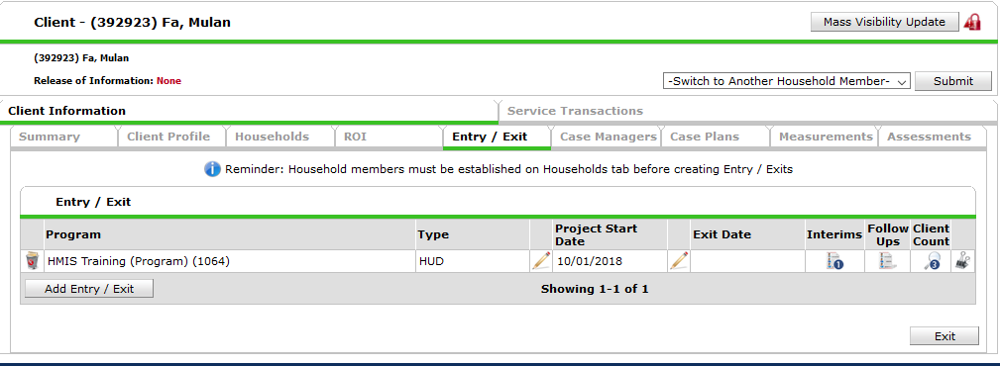 Client - (392923) Fa, Mulan
Mass Visibility Update
(392923) Fa, Mulan
Release of Information: None
-Switch to Another Household Member-
Submit
Client Information
Service Transactions
Summary
Client Profile
Households
ROI
Entry / Exit
Case Managers
Case Plans
Measurements
Assessments
Reminder: Household members must be established on Households tab before creating Entry / Exits
Entry / Exit
Program
Type
Project Start
Date
Exit Date
Interims
Follow
Ups
Client
Count
HMIS Training (Program) (1064)
HUD
10/01/2018
1
3
Add Entry / Exit
Showing 1-1 of 1
Exit